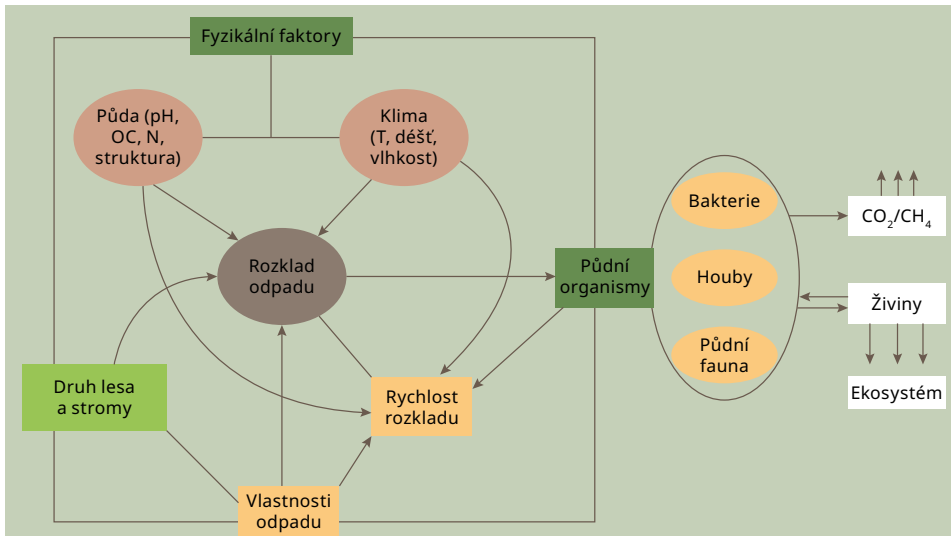 Fyzikální faktory
Půda (pH,
OC, N,
struktura)
Klima
(T, déšť,
vlhkost)
Rozklad
odpadu
Půdní
organismy
Bakterie
Houby
Půdní
fauna
CO₂/CH₄
Živiny
Ekosystém
Druh lesa
a stromy
Rychlost
rozkladu
Vlastnosti
odpadu